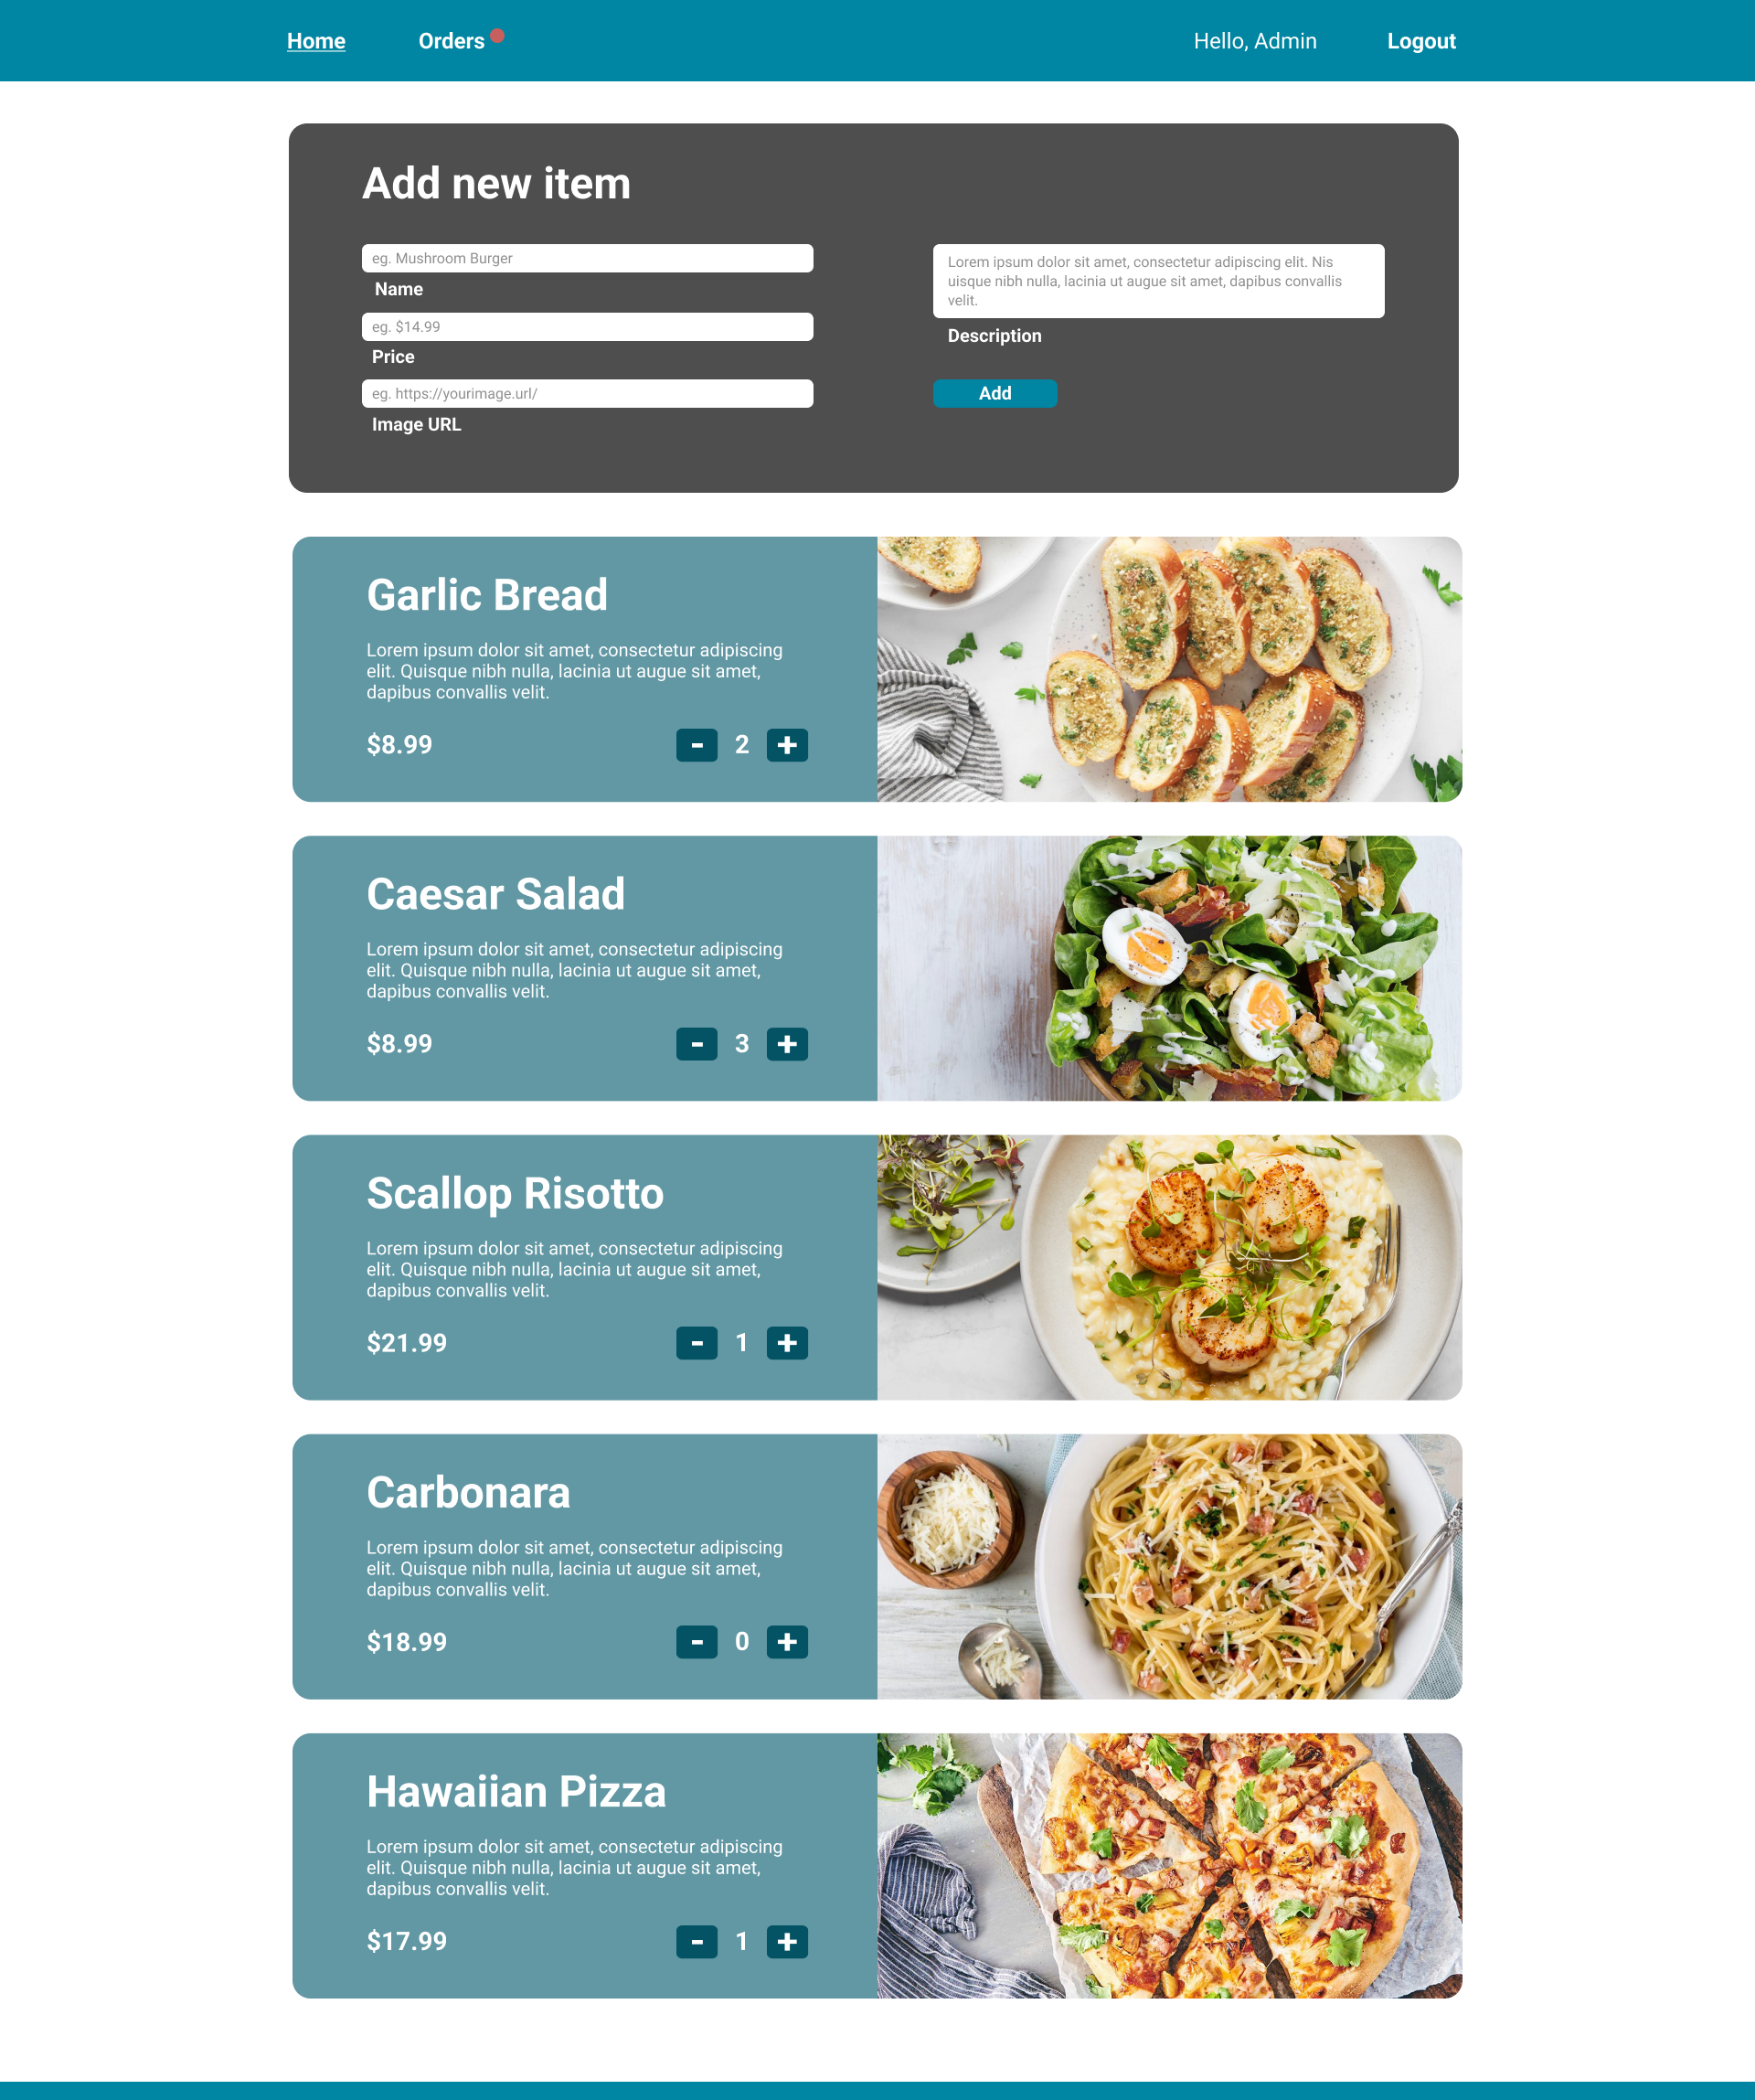 Home Orders Hello, Admin Logout
Add new item
eg. Mushroom Burger
Name
eg. $14.99
Price
eg. https://yourimage.url/
Image URL
Lorem ipsum dolor sit amet, consectetur adipiscing elit. Nis
uisque nibh nulla, lacinia ut augue sit amet, dapibus convallis
velit.
Description
Add
Garlic Bread
Lorem ipsum dolor sit amet, consectetur adipiscing
elit. Quisque nibh nulla, lacinia ut augue sit amet,
dapibus convallis velit.
$8.99 - 2 +
Caesar Salad
Lorem ipsum dolor sit amet, consectetur adipiscing
elit. Quisque nibh nulla, lacinia ut augue sit amet,
dapibus convallis velit.
$8.99 - 3 +
Scallop Risotto
Lorem ipsum dolor sit amet, consectetur adipiscing
elit. Quisque nibh nulla, lacinia ut augue sit amet,
dapibus convallis velit.
$21.99 - 1 +
Carbonara
Lorem ipsum dolor sit amet, consectetur adipiscing
elit. Quisque nibh nulla, lacinia ut augue sit amet,
dapibus convallis velit.
$18.99 - 0 +
Hawaiian Pizza
Lorem ipsum dolor sit amet, consectetur adipiscing
elit. Quisque nibh nulla, lacinia ut augue sit amet,
dapibus convallis velit.
$17.99 - 1 +